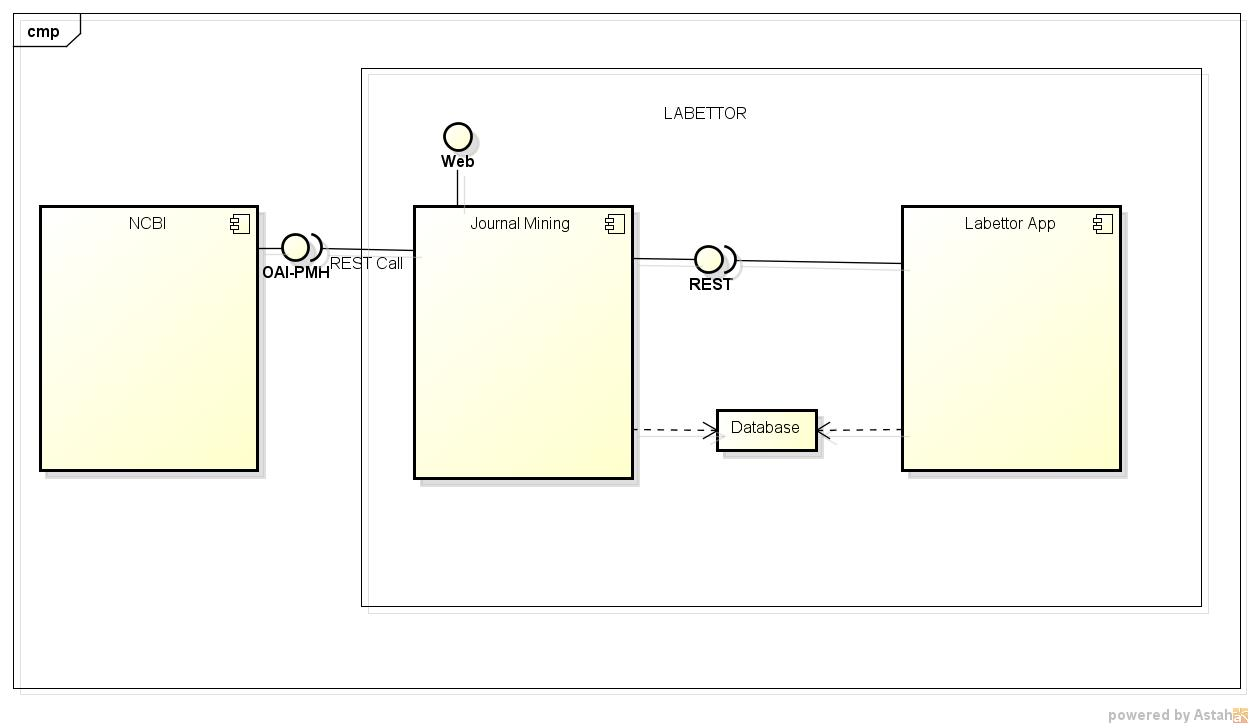 cmp
LABETTOR
Web
NCBI
Journal Mining
Labettor App
OAI-PMH
REST Call
REST
Database
powered by Astah